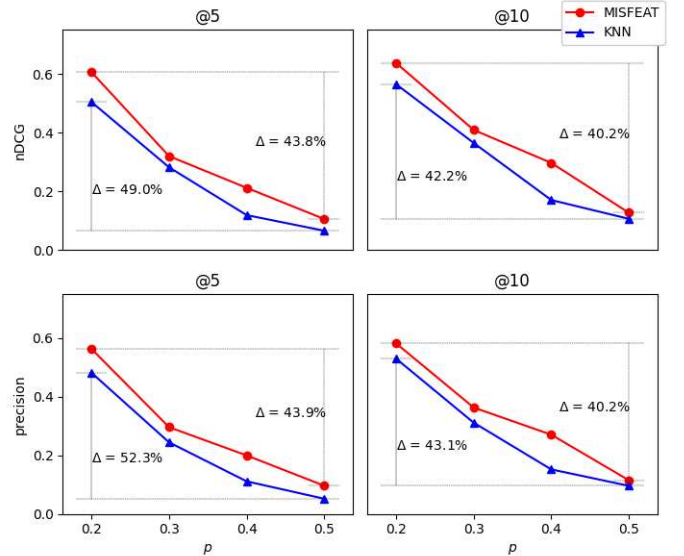 @5
@10
MISFEAT
KNN
nDCG
0.6
0.4
0.2
0.0
Δ = 43.8%
Δ = 49.0%
Δ = 40.2%
Δ = 42.2%
@5
@10
precision
0.6
0.4
0.2
0.0
Δ = 43.9%
Δ = 52.3%
Δ = 40.2%
Δ = 43.1%
0.2 0.3 0.4 0.5
0.2 0.3 0.4 0.5
p
p